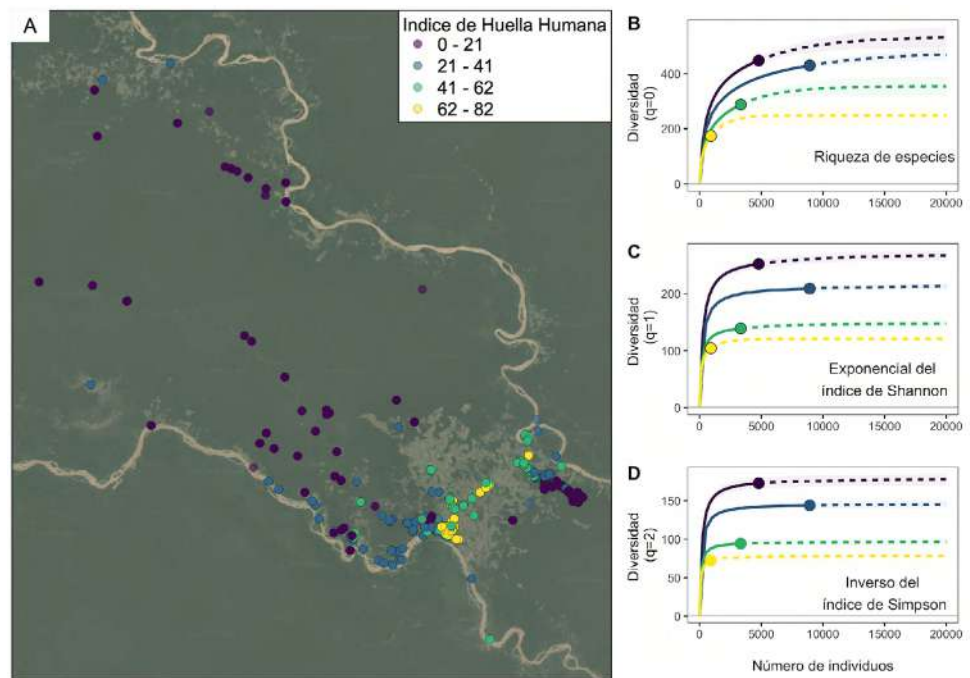 A
Indice de Huella Humana
0 - 21
21 - 41
41 - 62
62 - 82
B
Diversidad
(q=0)
400
200
0
Riqueza de especies
0 5000 10000 15000 20000
C
Diversidad
(q=1)
200
100
0
Exponencial del
índice de Shannon
0 5000 10000 15000 20000
D
Diversidad
(q=2)
150
100
50
0
Inverso del
índice de Simpson
0 5000 10000 15000 20000
Número de individuos